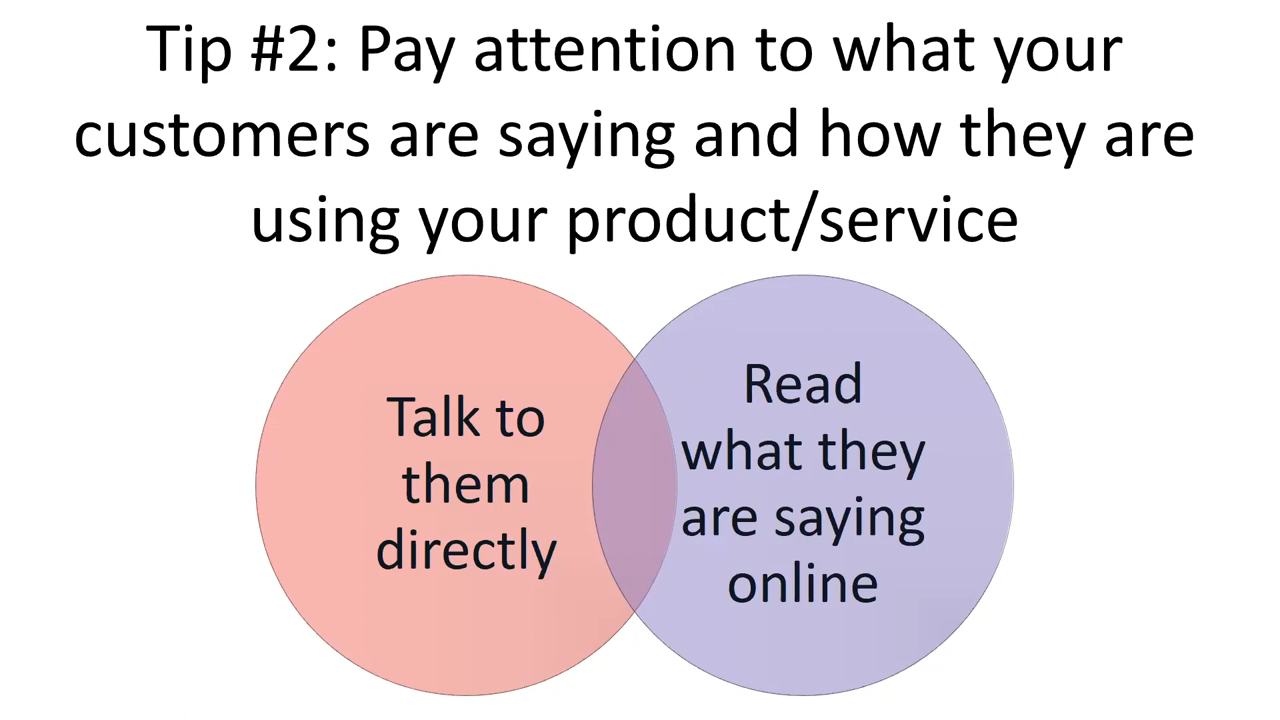 Tip #2: Pay attention to what your
customers are saying and how they are
using your product/service
Talk to
them
directly
Read
what they
are saying
online